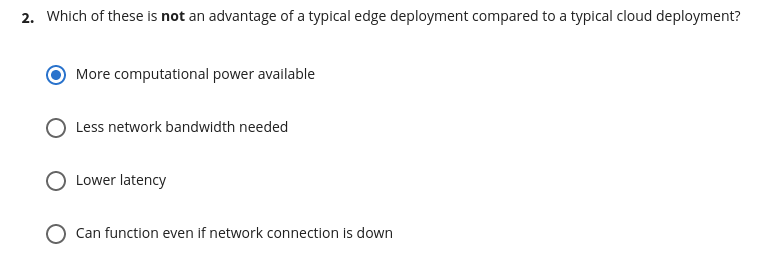 2. Which of these is not an advantage of a typical edge deployment compared to a typical cloud deployment?
More computational power available
Less network bandwidth needed
Lower latency
Can function even if network connection is down